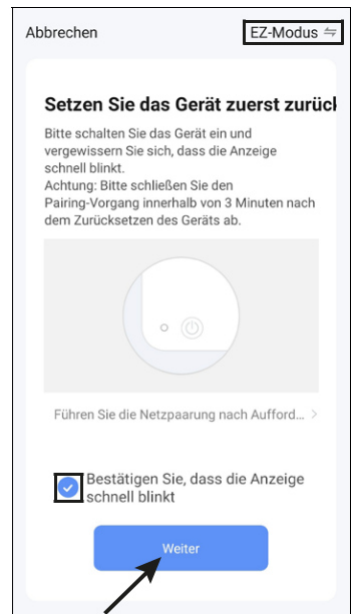 Abbrechen EZ-Modus ⇋
Setzen Sie das Gerät zuerst zurück
Bitte schalten Sie das Gerät ein und
vergewissern Sie sich, dass die Anzeige
schnell blinkt.
Achtung: Bitte schließen Sie den
Pairing-Vorgang innerhalb von 3 Minuten nach
dem Zurücksetzen des Geräts ab.
Führen Sie die Netzpaarung nach Aufford... >
Bestätigen Sie, dass die Anzeige
schnell blinkt
Weiter